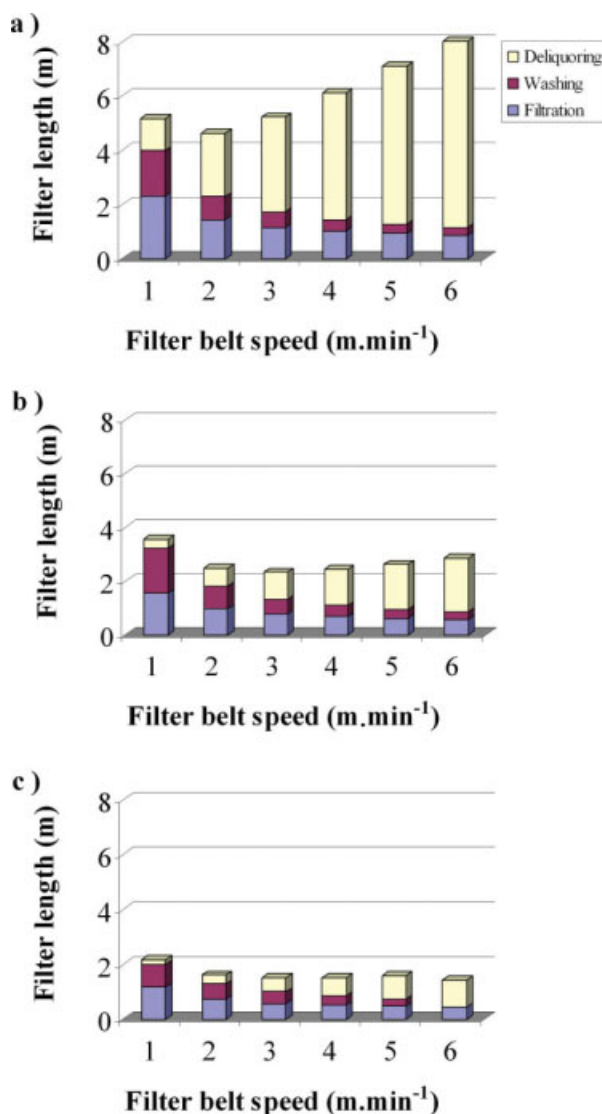 a )
Filter length (m)
8
6
4
2
0
Deliquoring
Washing
Filtration
1 2 3 4 5 6
Filter belt speed (m.min⁻¹)
b )
Filter length (m)
8
6
4
2
0
1 2 3 4 5 6
Filter belt speed (m.min⁻¹)
c )
Filter length (m)
8
6
4
2
0
1 2 3 4 5 6
Filter belt speed (m.min⁻¹)